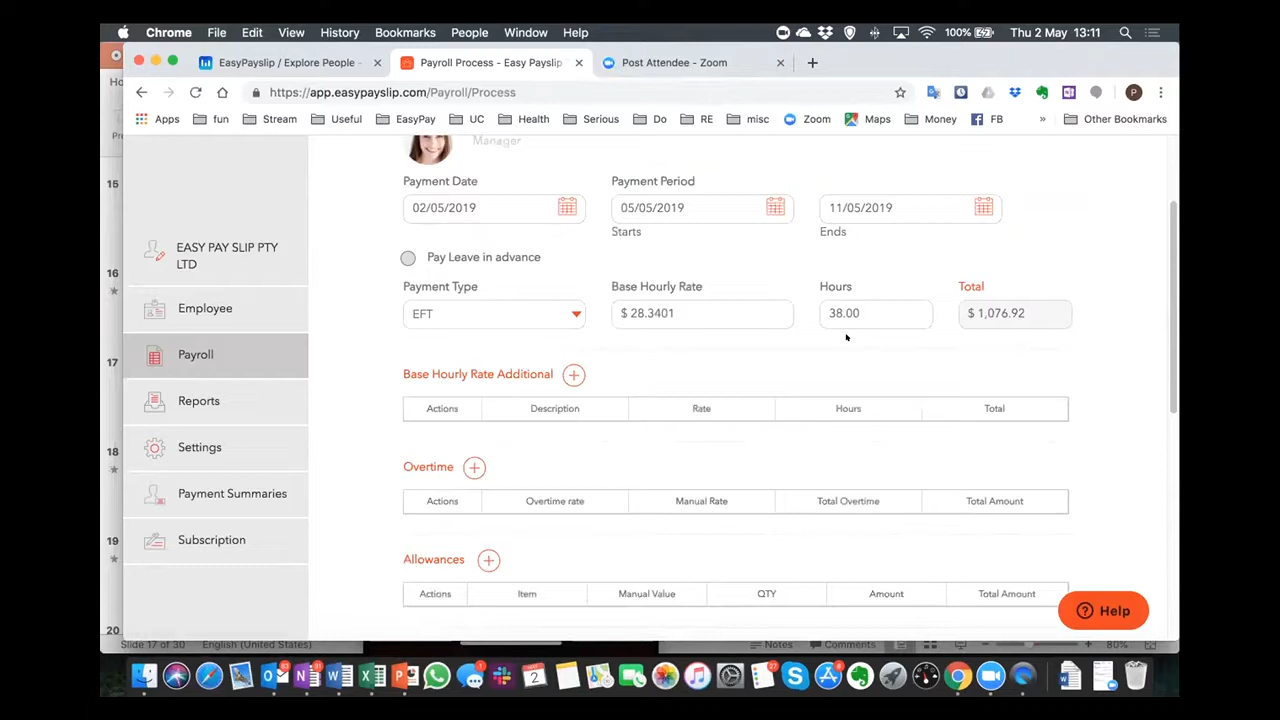 Chrome File Edit View History Bookmarks People Window Help 100% Thu 2 May 13:11
EasyPayslip / Explore People - Payroll Process - Easy Payslip Post Attendee - Zoom
https://app.easypayslip.com/Payroll/Process
Apps fun Stream Useful EasyPay UC Health Serious Do RE misc Zoom Maps Money FB » Other Bookmarks
Manager
Payment Date Payment Period
02/05/2019 05/05/2019 11/05/2019
Starts Ends
Pay Leave in advance
Payment Type Base Hourly Rate Hours Total
EFT $ 28.3401 38.00 $ 1,076.92
Base Hourly Rate Additional
Actions Description Rate Hours Total
Overtime
Actions Overtime rate Manual Rate Total Overtime Total Amount
Allowances
Actions Item Manual Value QTY Amount Total Amount
EASY PAY SLIP PTY
LTD
Employee
Payroll
Reports
Settings
Payment Summaries
Subscription
Help
15
16
17
18
19
20
Slide 17 of 30 English (United States) Notes Comments 80%